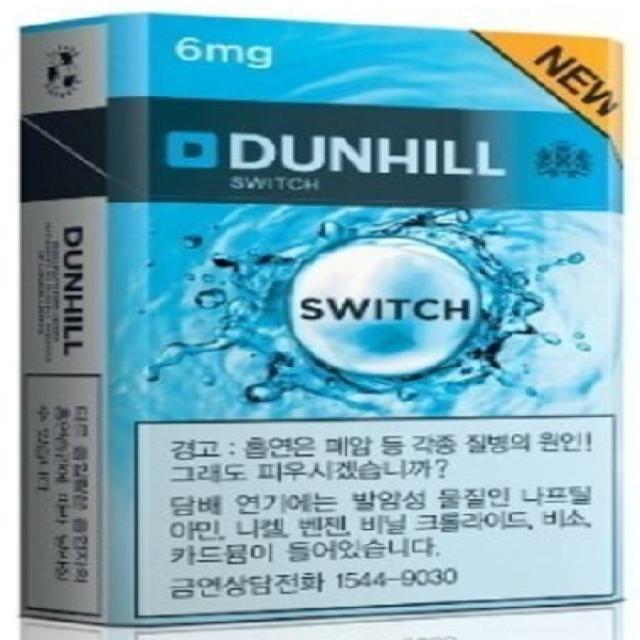 6mg
NEW
DUNHILL
SWITCH
SWITCH
경고 : 흡연은 폐암 등 각종 질병의 원인!
그래도 피우시겠습니까?
담배 연기에는 발암성 물질인 나프틸
아민, 니켈, 벤젠, 비닐 크롤라이드, 비소,
카드뮴이 들어있습니다.
금연상담전화 1544-9030
DUNHILL